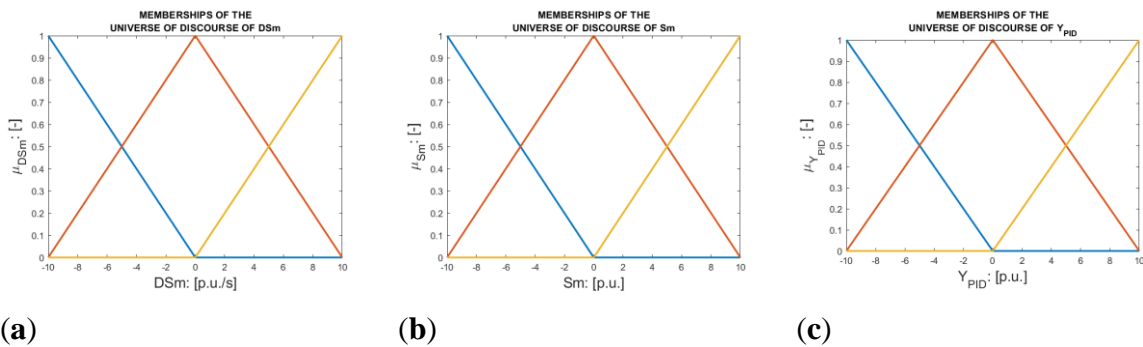 MEMBERSHIPS OF THE
UNIVERSE OF DISCOURSE OF DSm
1
0.9
0.8
0.7
0.6
0.5
0.4
0.3
0.2
0.1
0
μDSm: [-]
-10 -8 -6 -4 -2 0 2 4 6 8 10
DSm: [p.u./s]
(a)
MEMBERSHIPS OF THE
UNIVERSE OF DISCOURSE OF Sm
1
0.9
0.8
0.7
0.6
0.5
0.4
0.3
0.2
0.1
0
μSm: [-]
-10 -8 -6 -4 -2 0 2 4 6 8 10
Sm: [p.u.]
(b)
MEMBERSHIPS OF THE
UNIVERSE OF DISCOURSE OF YPID
1
0.9
0.8
0.7
0.6
0.5
0.4
0.3
0.2
0.1
0
μYPID: [-]
-10 -8 -6 -4 -2 0 2 4 6 8 10
YPID: [p.u.]
(c)